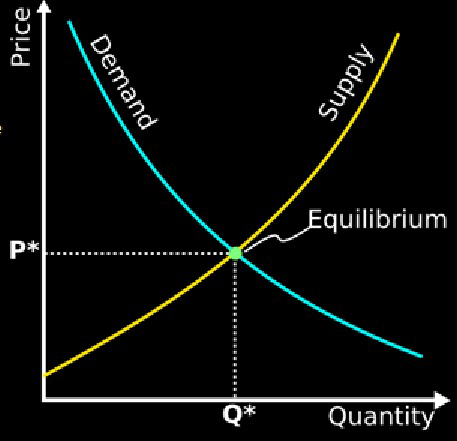 Price
Demand
Supply
Equilibrium
P*
Q*
Quantity